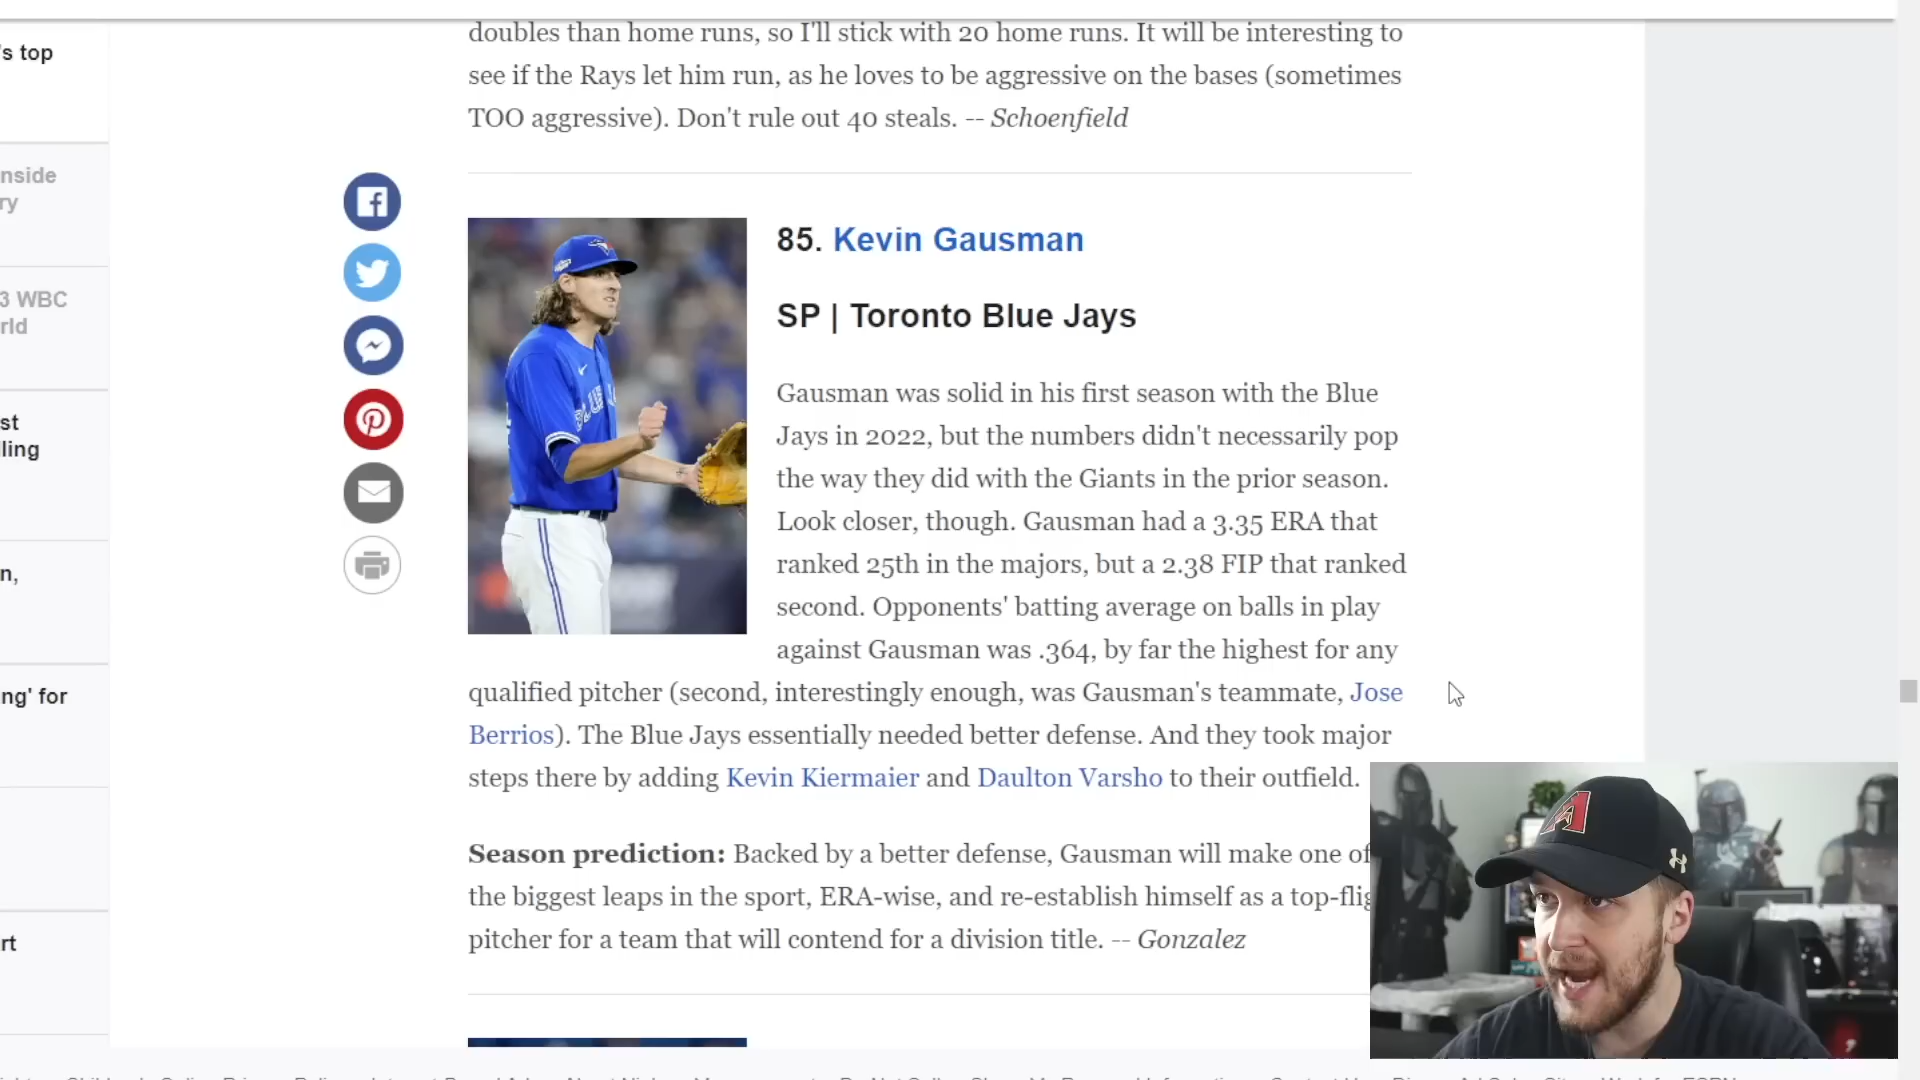 doubles than home runs, so I'll stick with 20 home runs. It will be interesting to
see if the Rays let him run, as he loves to be aggressive on the bases (sometimes
TOO aggressive). Don't rule out 40 steals. -- Schoenfield
's top
nside
ry
3 WBC
rld
st
lling
n,
ng' for
rt
85. Kevin Gausman
SP | Toronto Blue Jays
Gausman was solid in his first season with the Blue
Jays in 2022, but the numbers didn't necessarily pop
the way they did with the Giants in the prior season.
Look closer, though. Gausman had a 3.35 ERA that
ranked 25th in the majors, but a 2.38 FIP that ranked
second. Opponents' batting average on balls in play
against Gausman was .364, by far the highest for any
qualified pitcher (second, interestingly enough, was Gausman's teammate, Jose
Berrios). The Blue Jays essentially needed better defense. And they took major
steps there by adding Kevin Kiermaier and Daulton Varsho to their outfield.
Season prediction: Backed by a better defense, Gausman will make one of
the biggest leaps in the sport, ERA-wise, and re-establish himself as a top-flig
pitcher for a team that will contend for a division title. -- Gonzalez
A